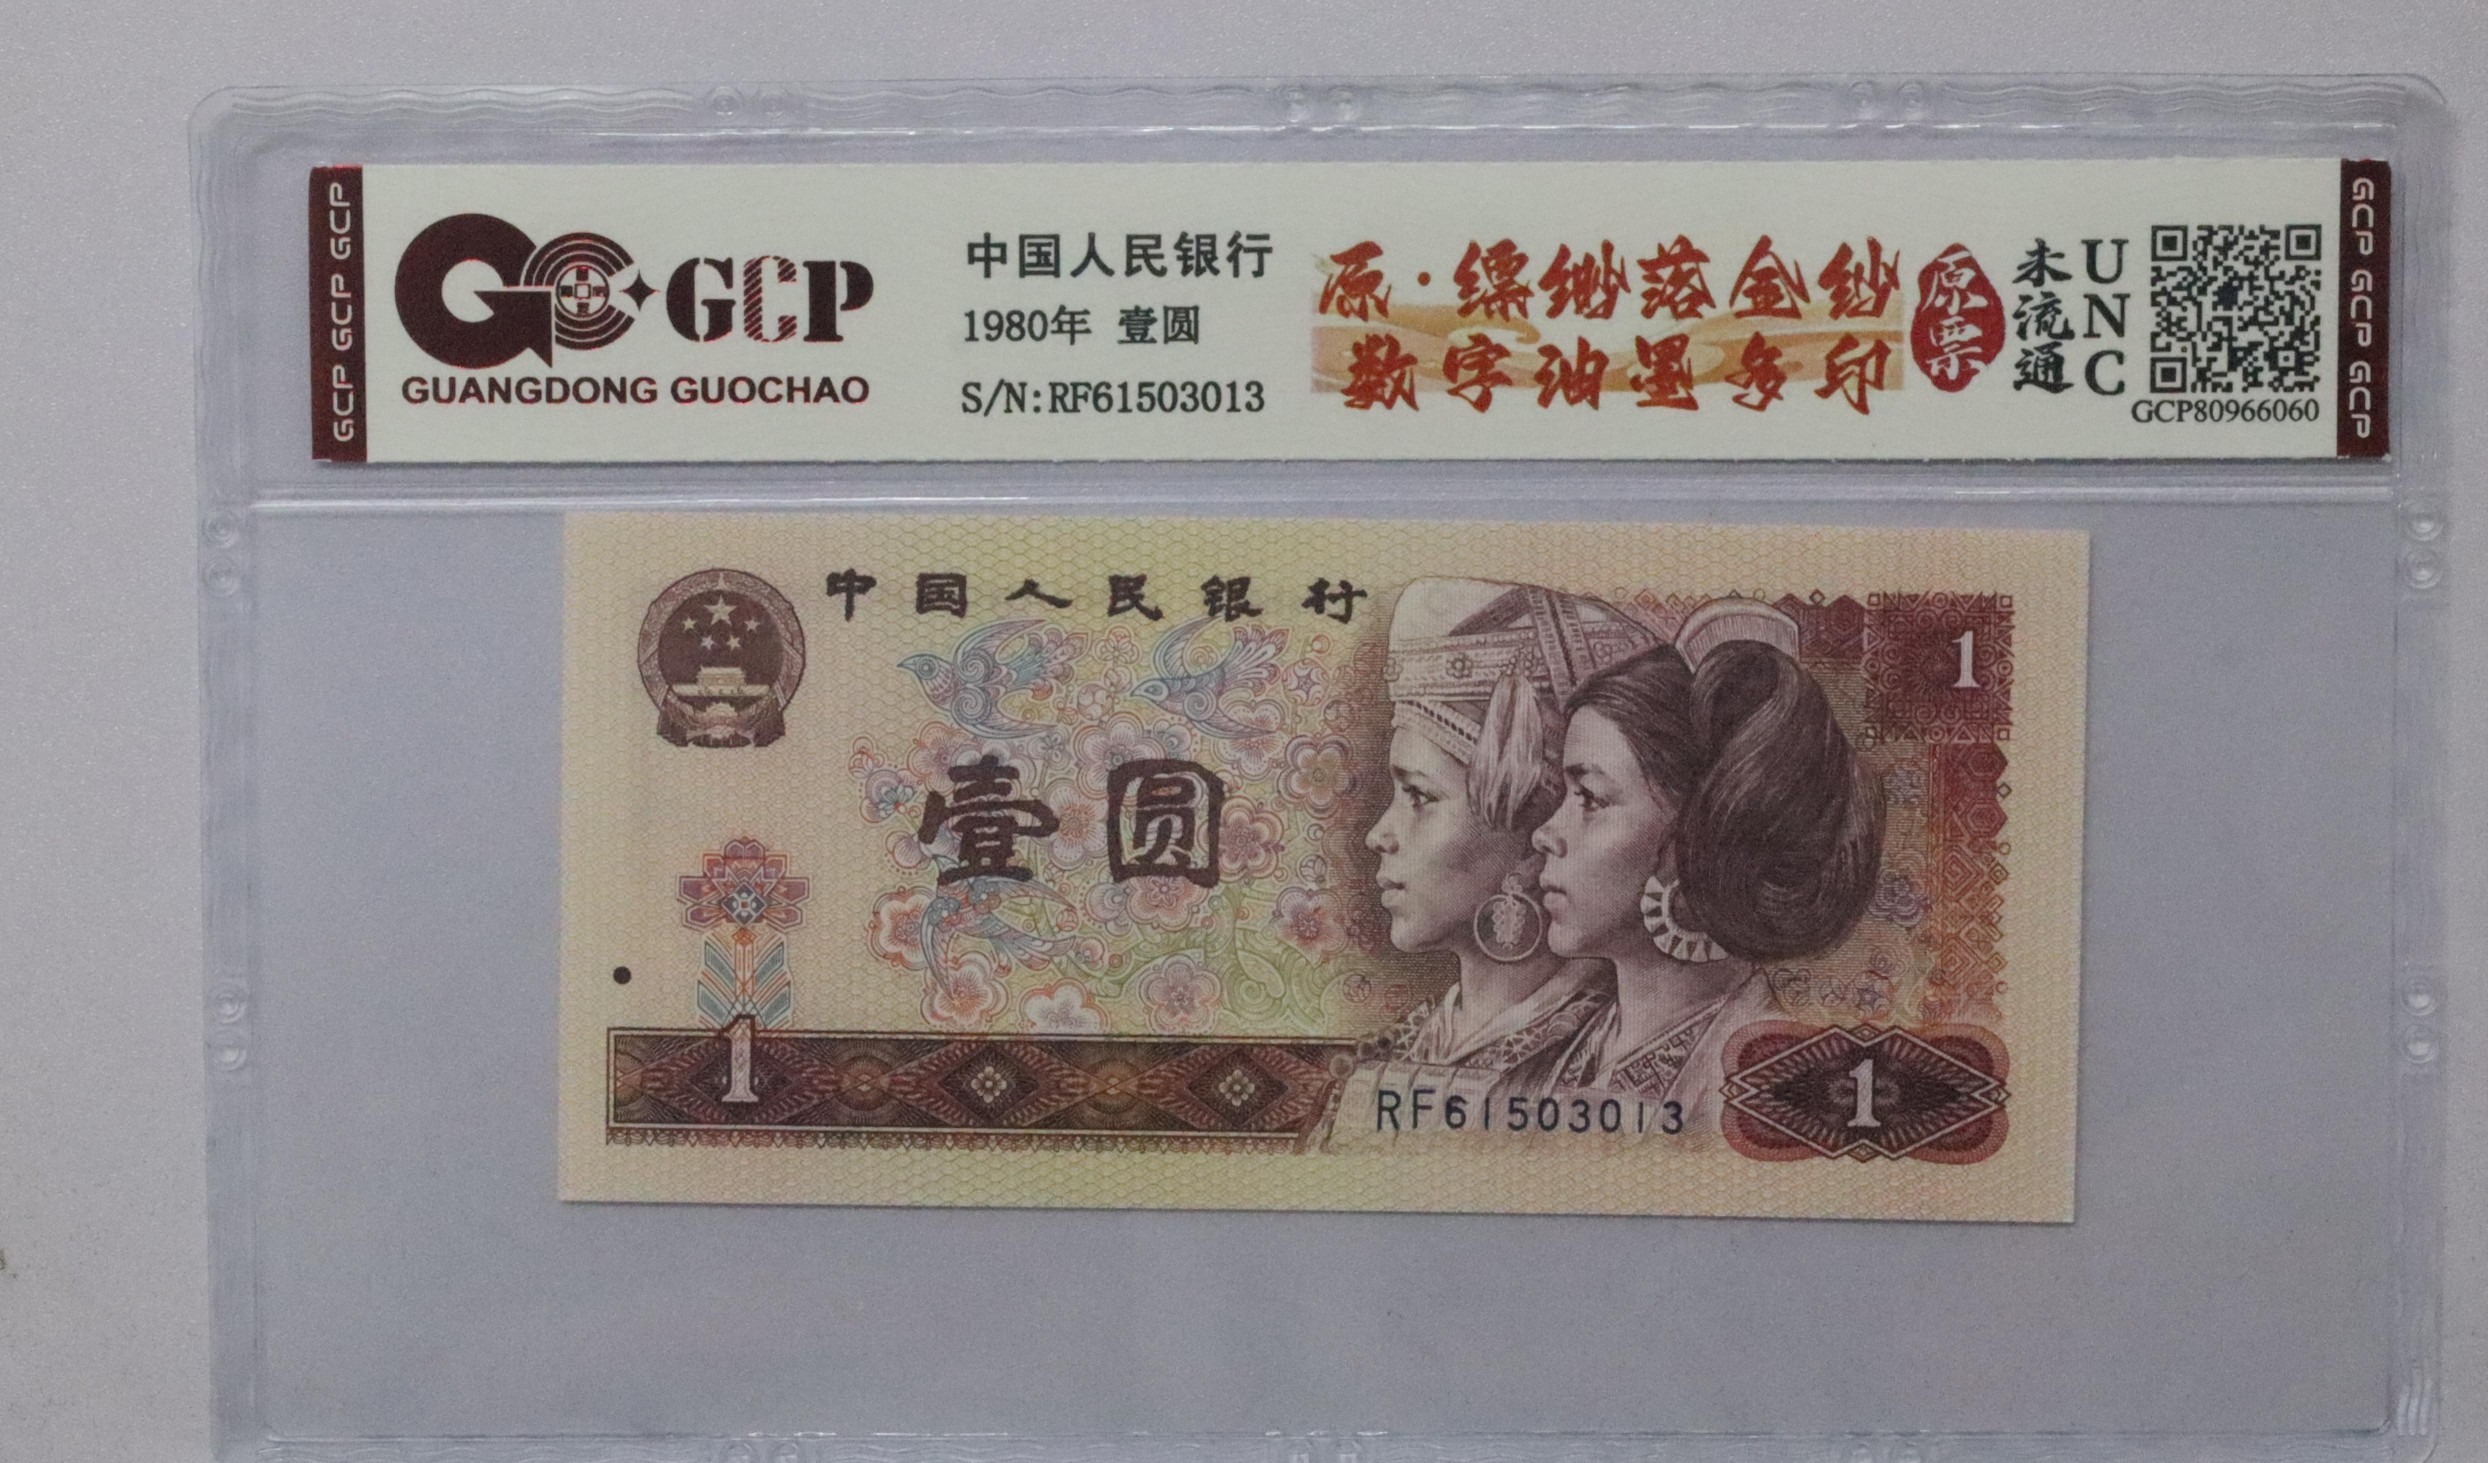 GCP GCP GCP
GCP
GUANGDONG GUOCHAO
中国人民银行
1980年 壹圆
S/N:RF61503013
原·缥缈落金纱
数字油墨多印
原票
未流通
UNC
GCP80966060
GCP GCP GCP
中国人民银行
1
壹圆
1
RF61503013
1